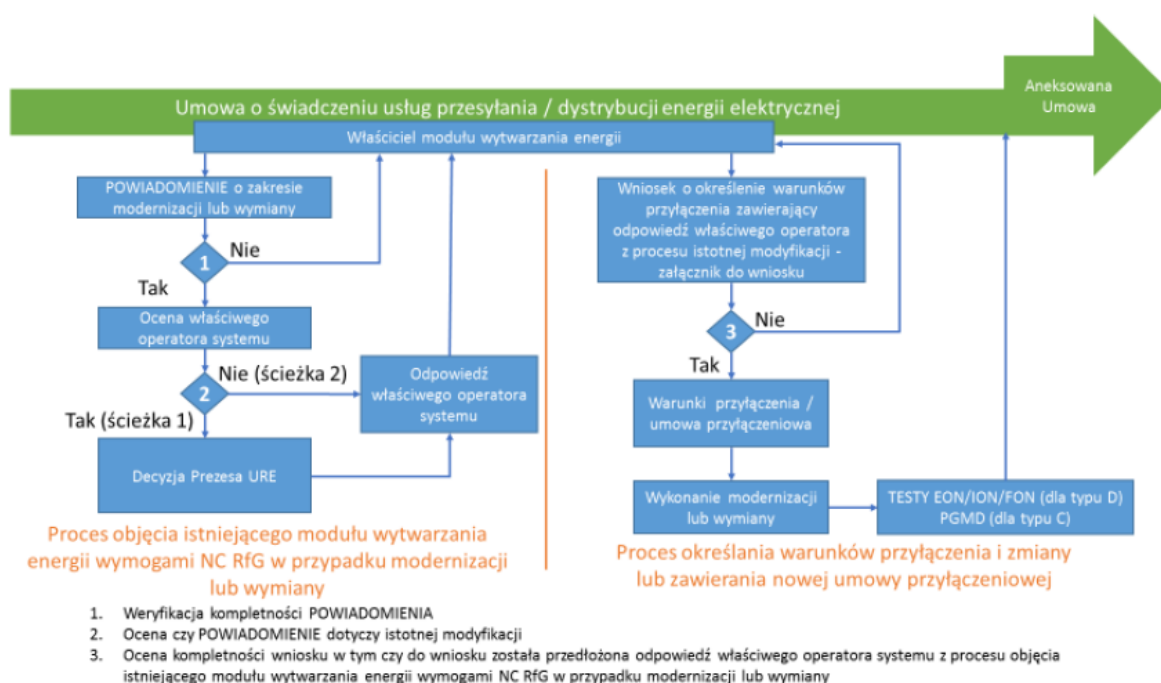 Umowa o świadczeniu usług przesyłania / dystrybucji energii elektrycznej
Aneksowana
Umowa
Właściciel modułu wytwarzania energii
POWIADOMIENIE o zakresie
modernizacji lub wymiany
1
Nie
Tak
Ocena właściwego
operatora systemu
2
Nie (ścieżka 2)
Tak (ścieżka 1)
Odpowiedź
właściwego operatora
systemu
Decyzja Prezesa URE
Proces objęcia istniejącego modułu wytwarzania
energii wymogami NC RfG w przypadku modernizacji
lub wymiany
Wniosek o określenie warunków
przyłączenia zawierający
odpowiedź właściwego operatora
z procesu istotnej modyfikacji -
załącznik do wniosku
3
Nie
Tak
Warunki przyłączenia /
umowa przyłączeniowa
Wykonanie modernizacji
lub wymiany
TESTY EON/ION/FON (dla typu D)
PGMD (dla typu C)
Proces określania warunków przyłączenia i zmiany
lub zawierania nowej umowy przyłączeniowej
1. Weryfikacja kompletności POWIADOMIENIA
2. Ocena czy POWIADOMIENIE dotyczy istotnej modyfikacji
3. Ocena kompletności wniosku w tym czy do wniosku została przedłożona odpowiedź właściwego operatora systemu z procesu objęcia
istniejącego modułu wytwarzania energii wymogami NC RfG w przypadku modernizacji lub wymiany